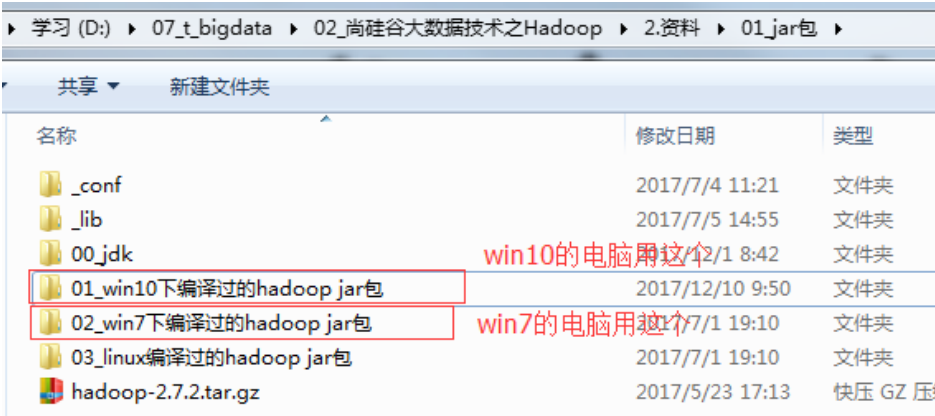 学习 (D:) 07_t_bigdata 02_尚硅谷大数据技术之Hadoop 2.资料 01_jar包
共享 新建文件夹
名称 修改日期 类型
_conf 2017/7/4 11:21 文件夹
_lib 2017/7/5 14:55 文件夹
00_jdk win10的电脑用这个 2017/12/1 8:42 文件夹
01_win10下编译过的hadoop jar包 2017/12/10 9:50 文件夹
02_win7下编译过的hadoop jar包 win7的电脑用这个 2017/7/1 19:10 文件夹
03_linux编译过的hadoop jar包 2017/7/1 19:10 文件夹
hadoop-2.7.2.tar.gz 2017/5/23 17:13 快压 GZ 压